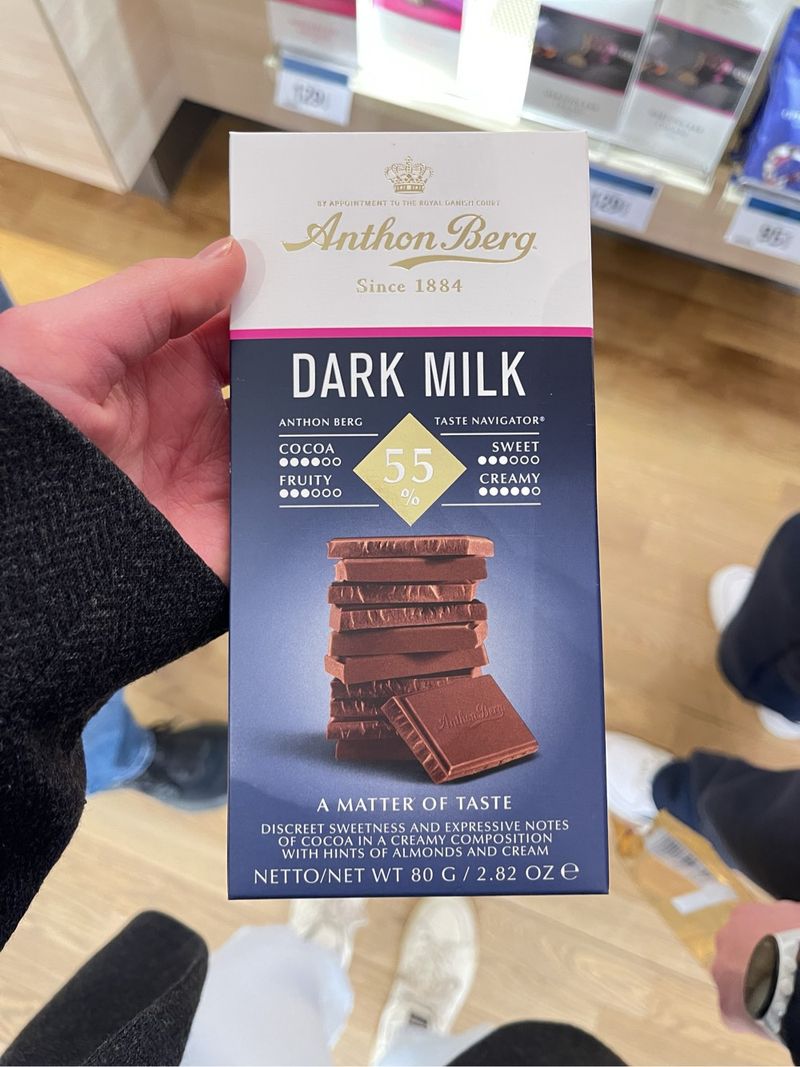 BY APPOINTMENT TO THE ROYAL DANISH COURT
Anthon Berg
Since 1884
DARK MILK
ANTHON BERG TASTE NAVIGATOR®
COCOA
FRUITY
55
%
SWEET
CREAMY
Anthon Berg
A MATTER OF TASTE
DISCREET SWEETNESS AND EXPRESSIVE NOTES
OF COCOA IN A CREAMY COMPOSITION
WITH HINTS OF ALMONDS AND CREAM
NETTO/NET WT 80 G / 2.82 OZ ℮